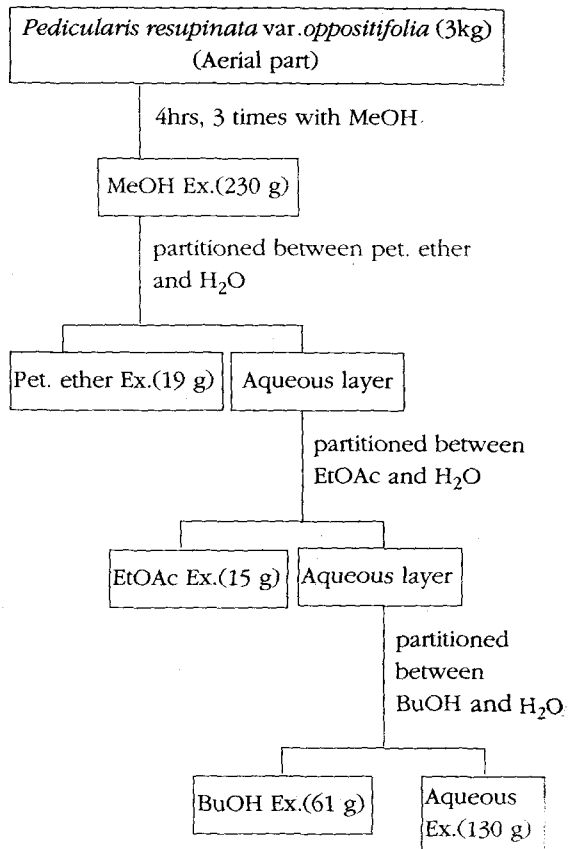 Pedicularis resupinata var.oppositifolia (3kg)
(Aerial part)
4hrs, 3 times with MeOH
MeOH Ex.(230 g)
partitioned between pet. ether
and H₂O
Pet. ether Ex.(19 g)
Aqueous layer
partitioned between
EtOAc and H₂O
EtOAc Ex.(15 g)
Aqueous layer
partitioned
between
BuOH and H₂O
BuOH Ex.(61 g)
Aqueous
Ex.(130 g)